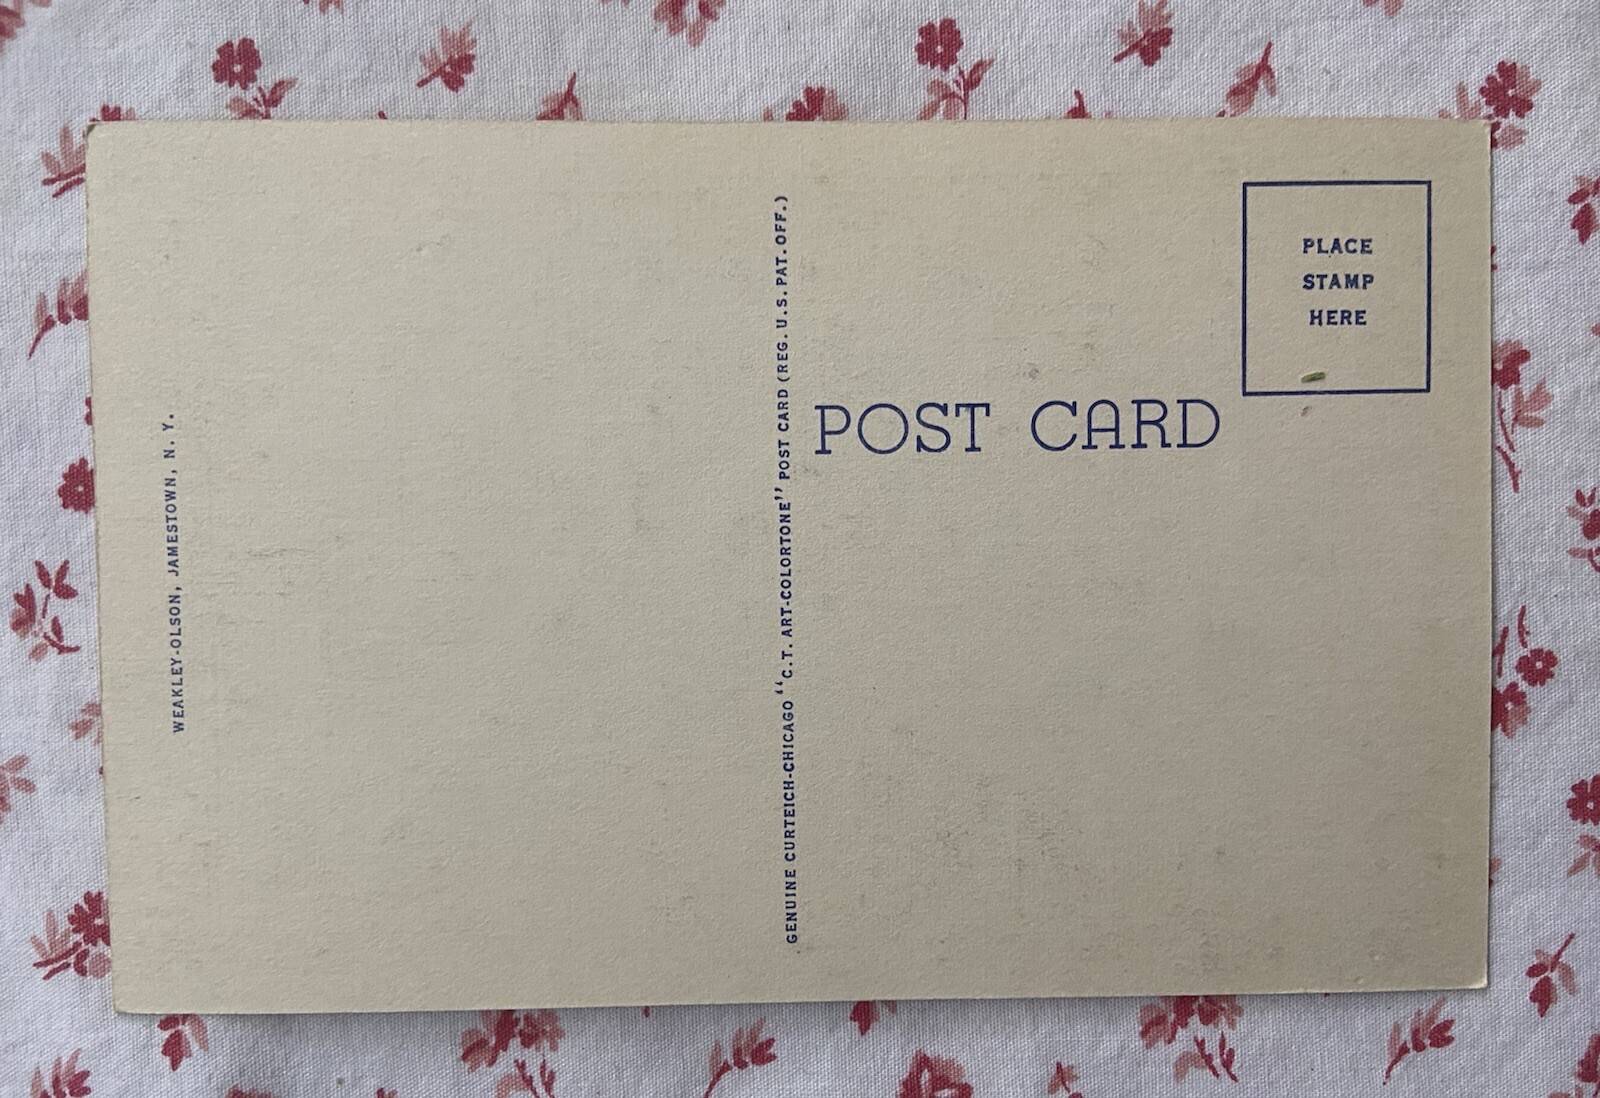 WEAKLEY-OLSON, JAMESTOWN, N. Y.
GENUINE CURTEICH-CHICAGO “C.T. ART-COLORTONE” POST CARD (REG. U.S. PAT. OFF.)
PLACE
STAMP
HERE
POST CARD